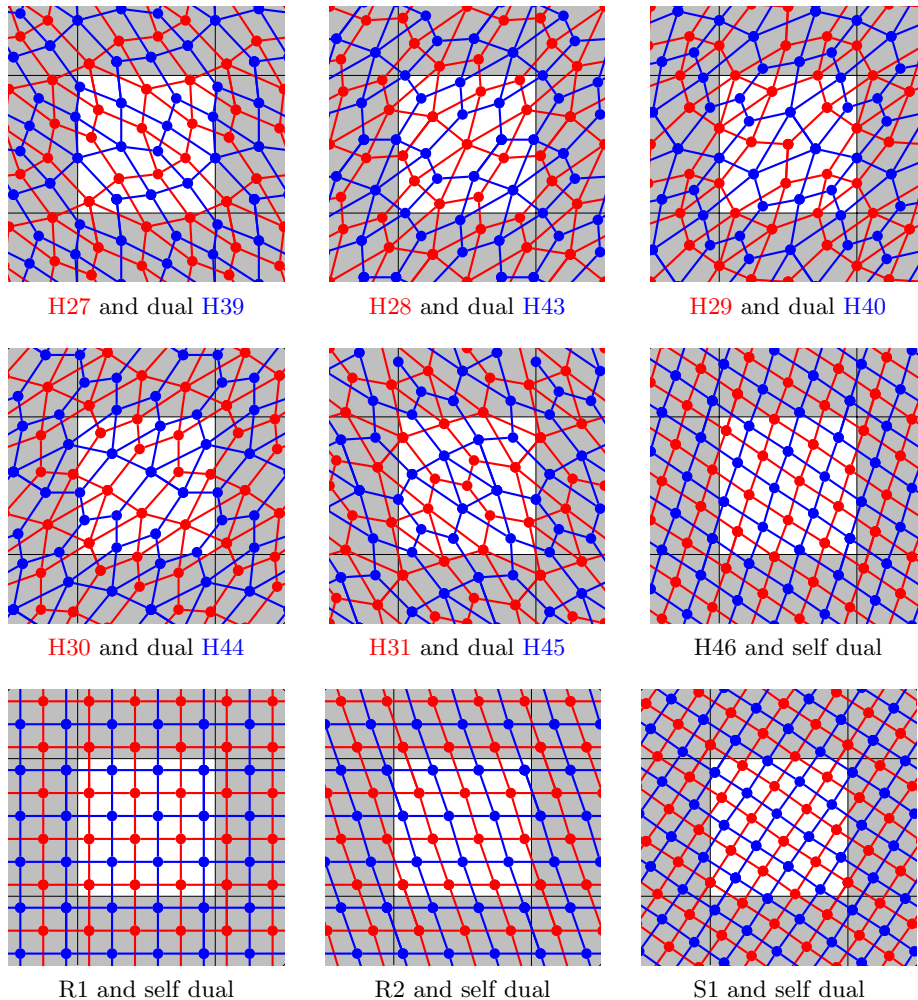 H27 and dual H39
H28 and dual H43
H29 and dual H40
H30 and dual H44
H31 and dual H45
H46 and self dual
R1 and self dual
R2 and self dual
S1 and self dual